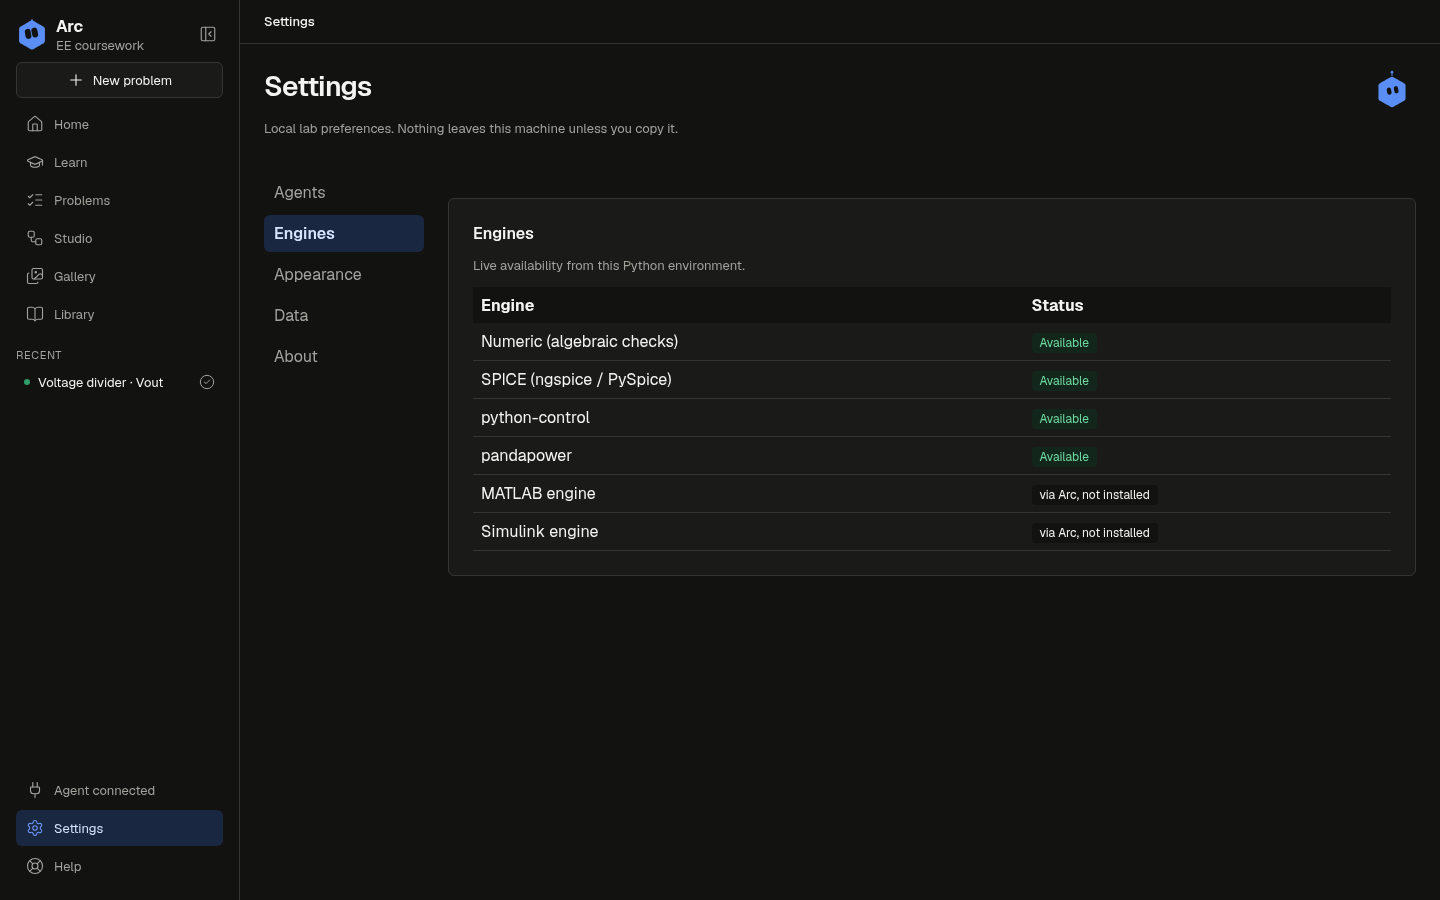 Arc
EE coursework
New problem
Home
Learn
Problems
Studio
Gallery
Library
RECENT
Voltage divider · Vout
Agent connected
Settings
Help
Settings
Settings
Local lab preferences. Nothing leaves this machine unless you copy it.
Agents
Engines
Appearance
Data
About
Engines
Live availability from this Python environment.
Engine Status
Numeric (algebraic checks) Available
SPICE (ngspice / PySpice) Available
python-control Available
pandapower Available
MATLAB engine via Arc, not installed
Simulink engine via Arc, not installed